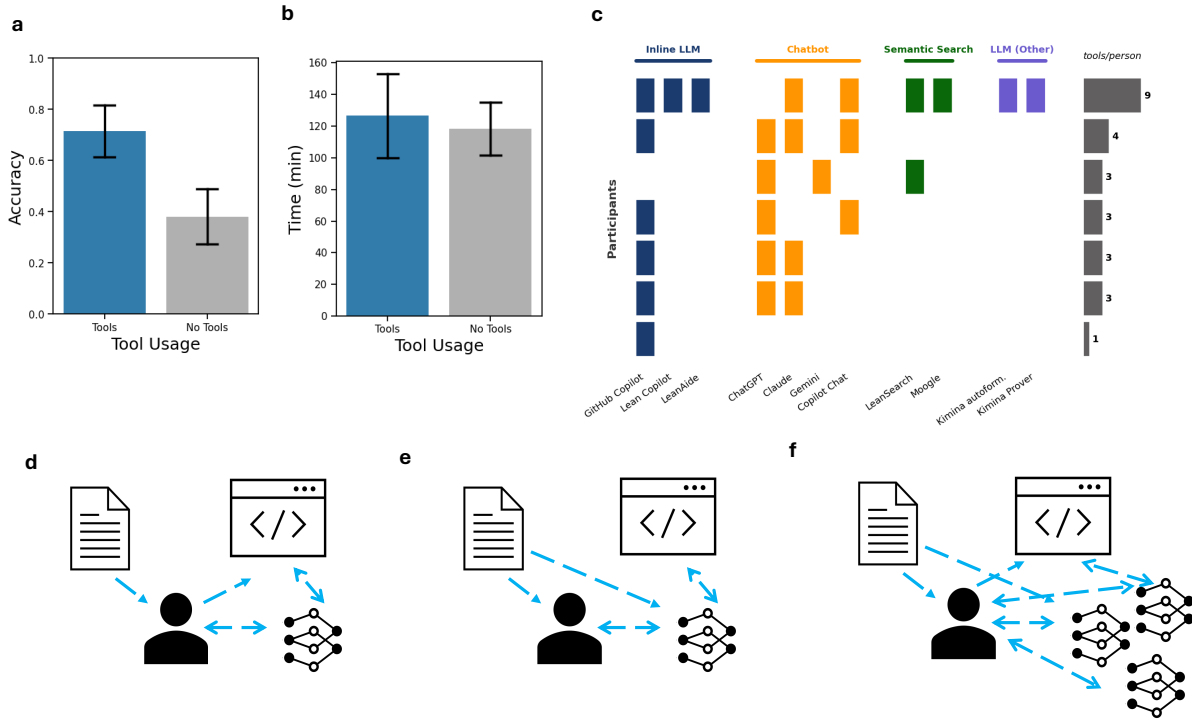 a
1.0
0.8
0.6
0.4
0.2
0.0
Accuracy
Tools
No Tools
Tool Usage
b
160
140
120
100
80
60
40
20
0
Time (min)
Tools
No Tools
Tool Usage
c
Inline LLM
Chatbot
Semantic Search
LLM (Other)
tools/person
Participants
9
4
3
3
3
3
1
GitHub Copilot
Lean Copilot
LeanAide
ChatGPT
Claude
Gemini
Copilot Chat
LeanSearch
Moogle
Kimina autoform.
Kimina Prover
d
</>
e
</>
f
</>